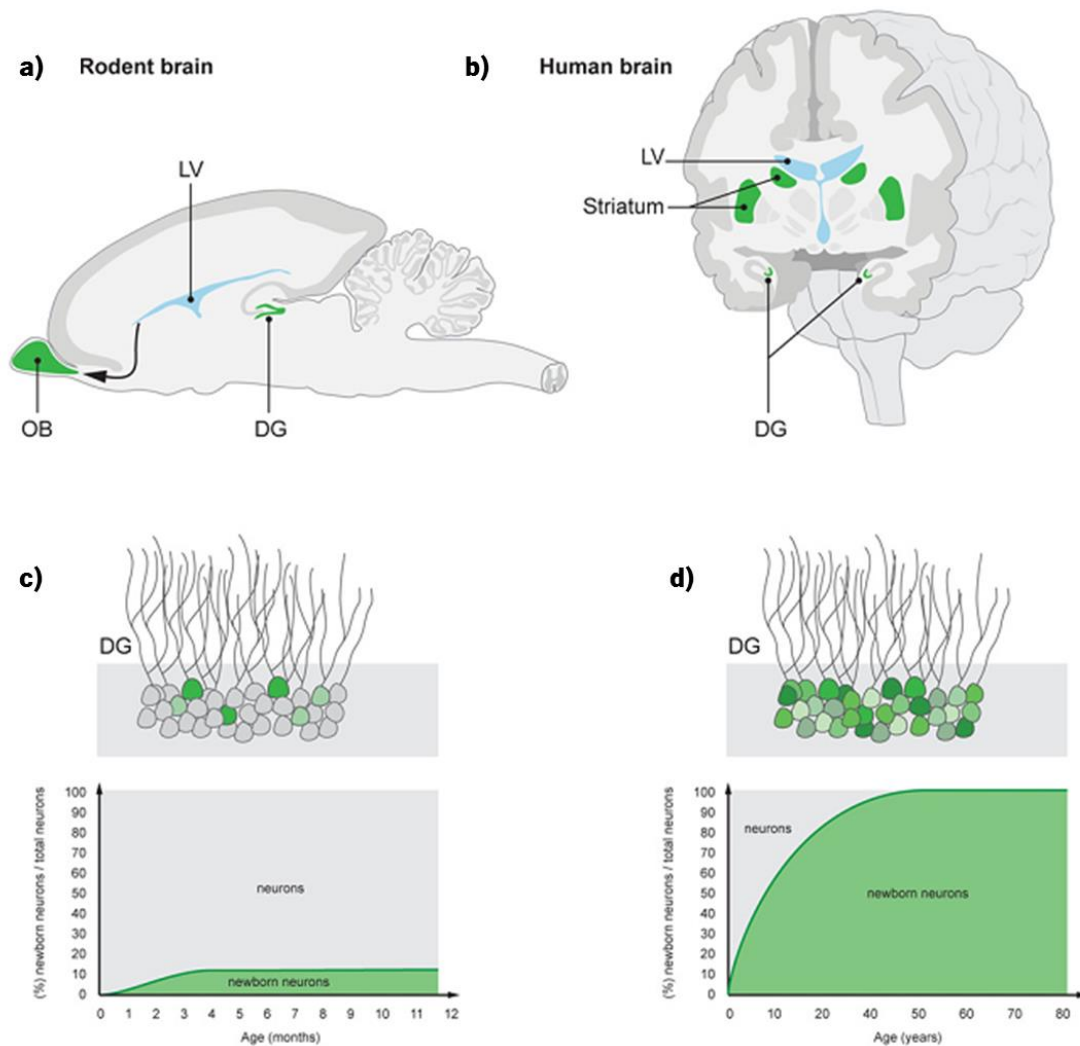 a) Rodent brain
LV
OB
DG
b) Human brain
LV
Striatum
DG
c)
DG
(%) newborn neurons / total neurons
100
90
80
70
60
50
40
30
20
10
0
neurons
newborn neurons
0 1 2 3 4 5 6 7 8 9 10 11 12
Age (months)
d)
DG
(%) newborn neurons / total neurons
100
90
80
70
60
50
40
30
20
10
0
neurons
newborn neurons
0 10 20 30 40 50 60 70 80
Age (years)